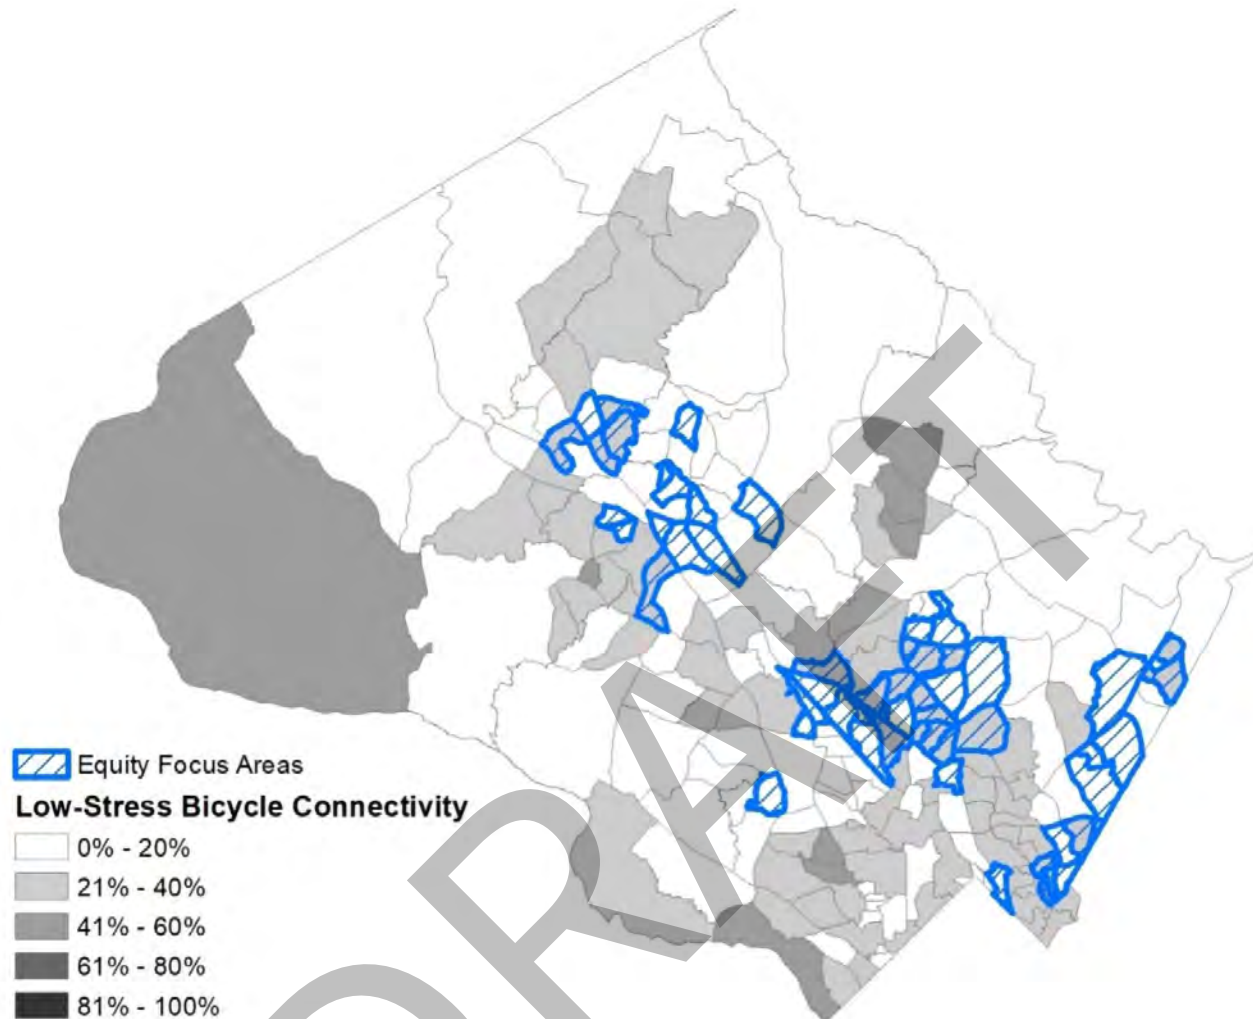 DRAFT
Equity Focus Areas
Low-Stress Bicycle Connectivity
0% - 20%
21% - 40%
41% - 60%
61% - 80%
81% - 100%